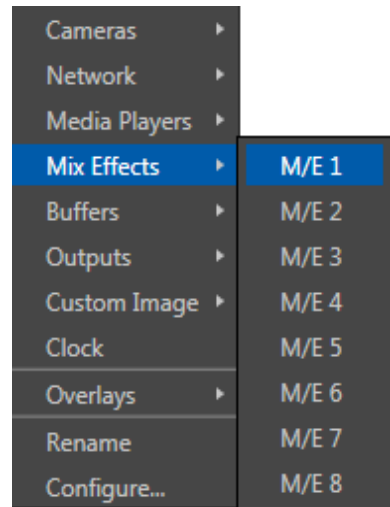 Cameras
Network
Media Players
Mix Effects
Buffers
Outputs
Custom Image
Clock
Overlays
Rename
Configure...
M/E 1
M/E 2
M/E 3
M/E 4
M/E 5
M/E 6
M/E 7
M/E 8